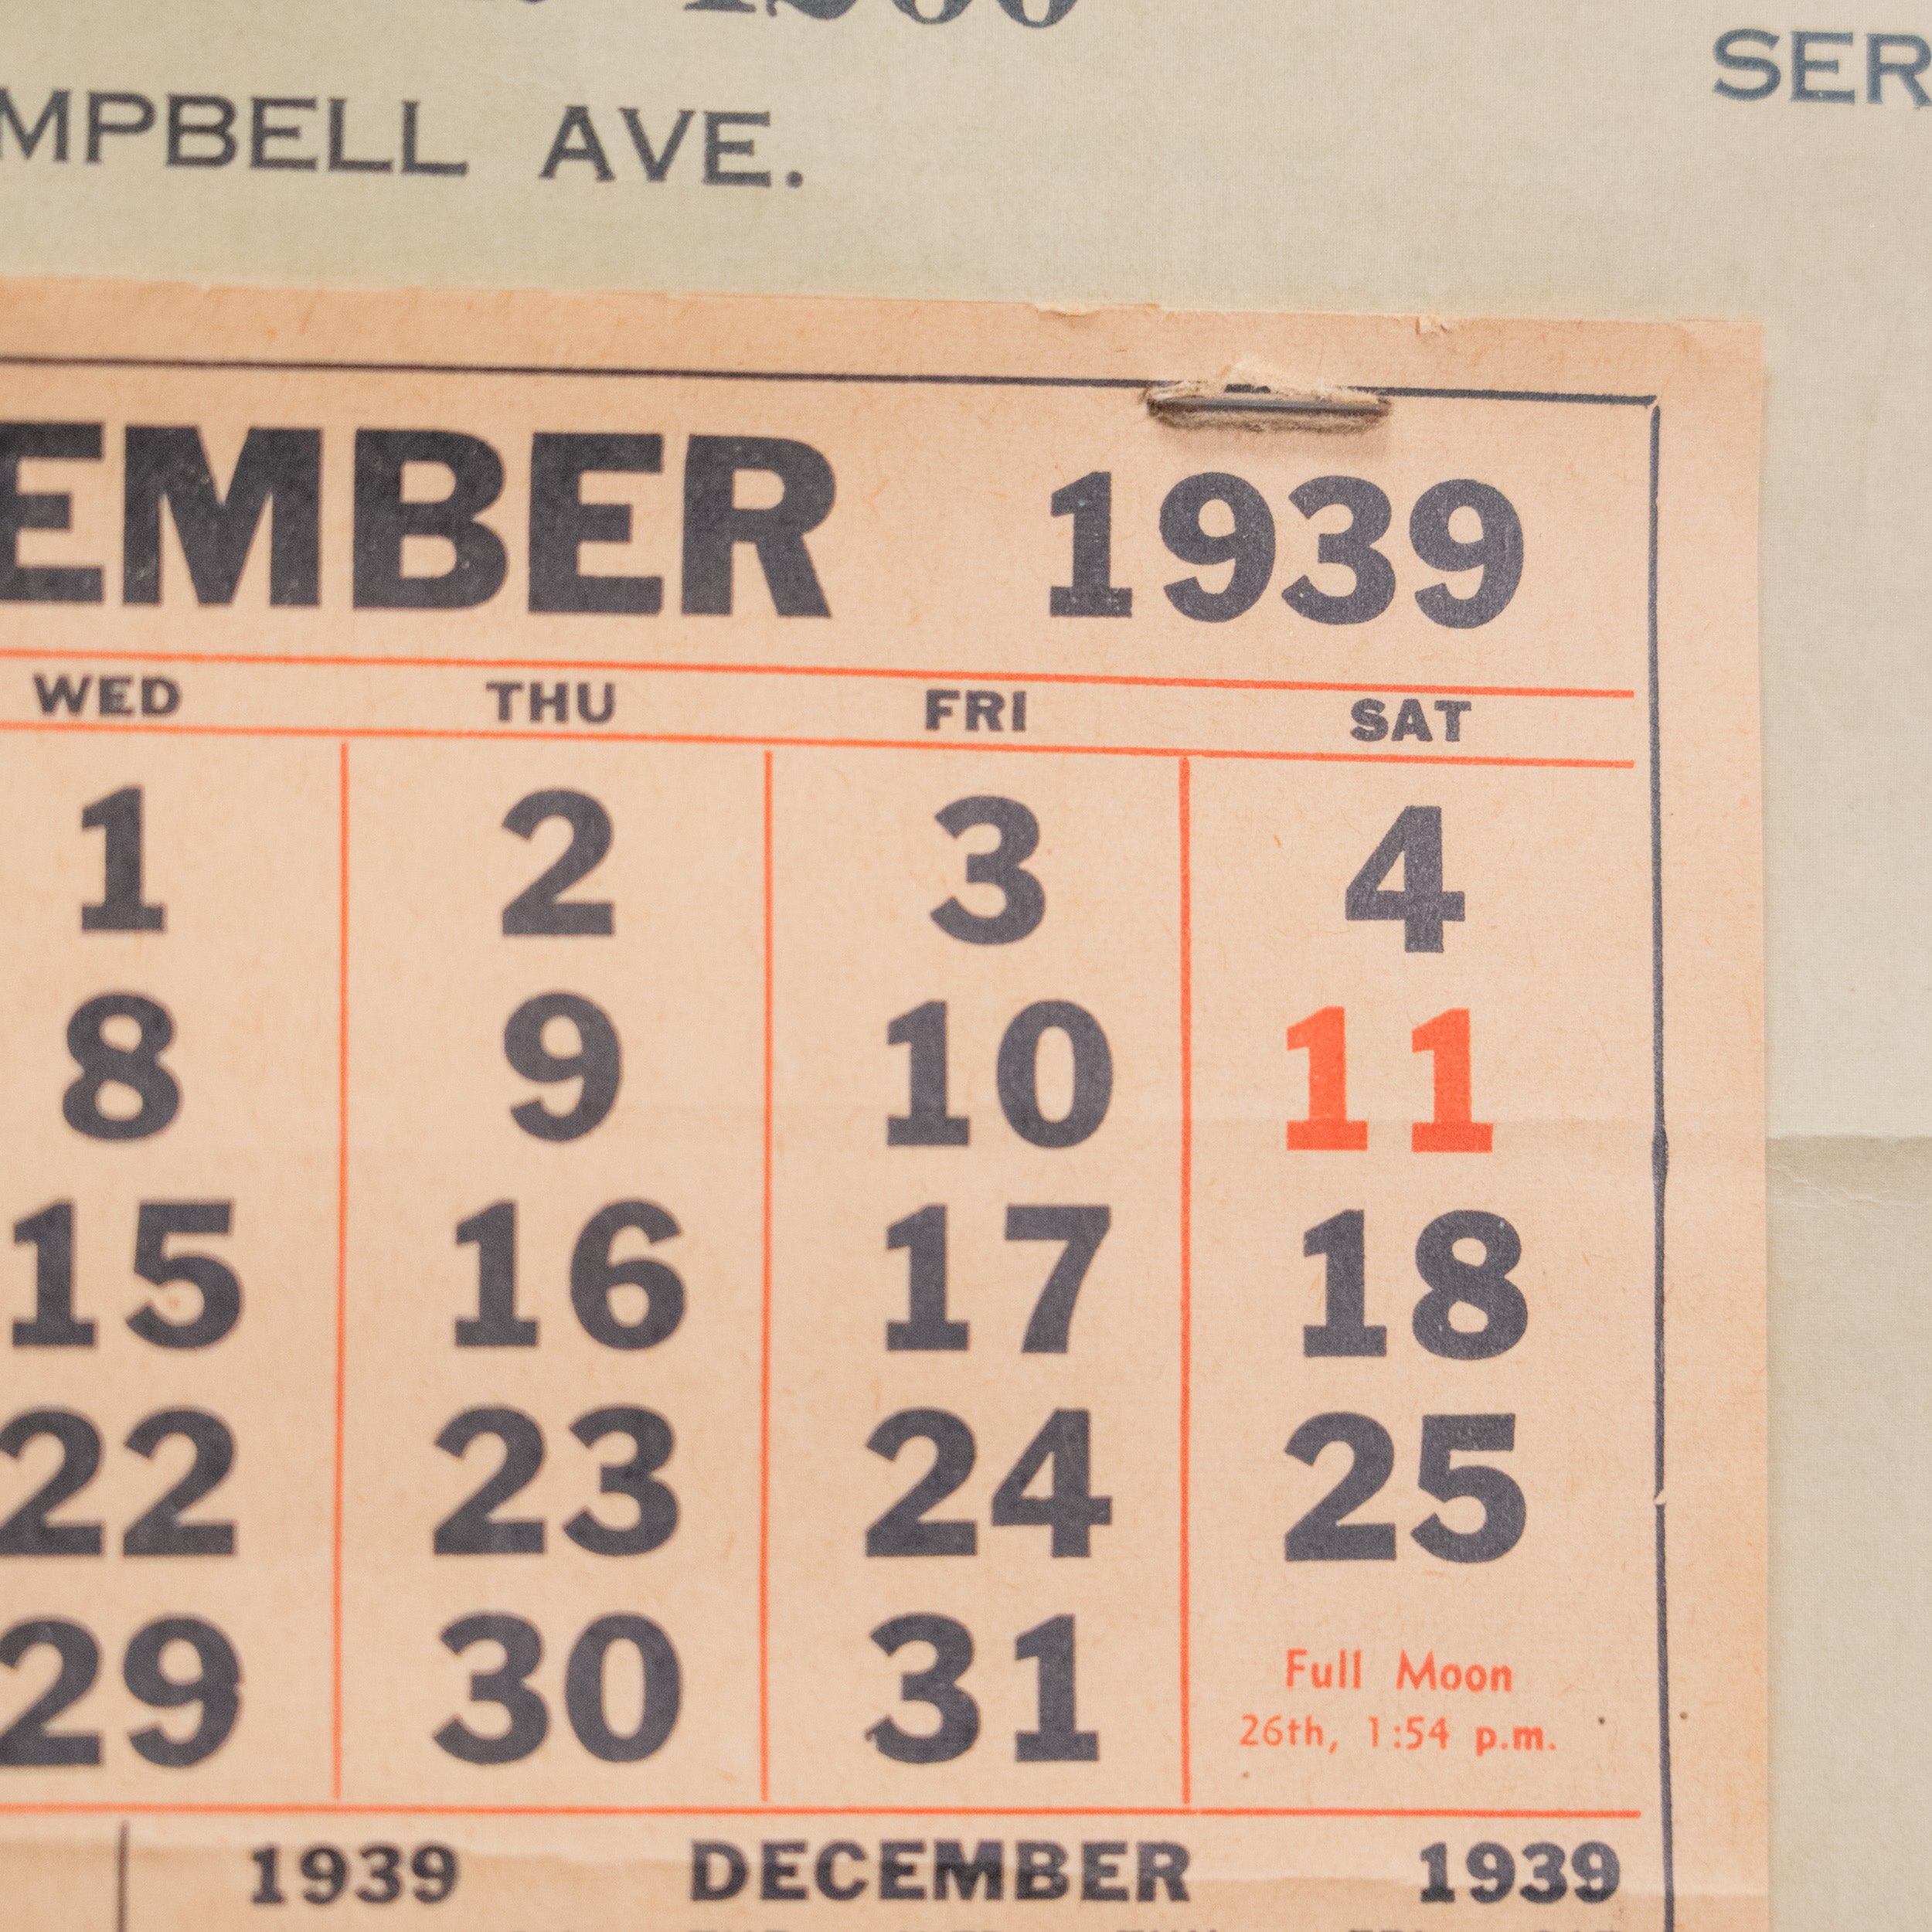 SER
MPBELL AVE.
EMBER 1939
WED THU FRI SAT
1 2 3 4
8 9 10 11
15 16 17 18
22 23 24 25
29 30 31 Full Moon
26th, 1:54 p.m.
1939 DECEMBER 1939